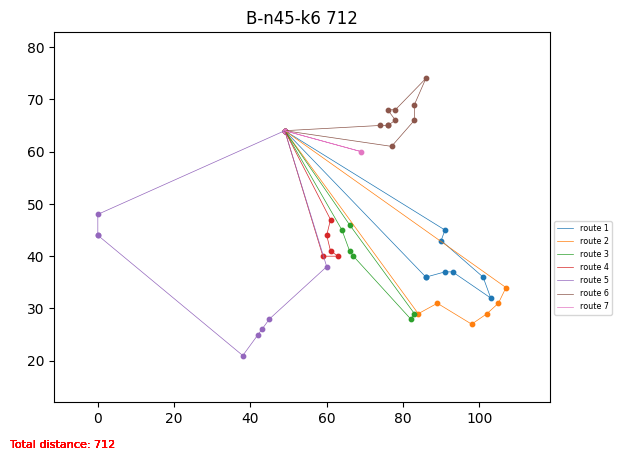 B-n45-k6 712
80
70
60
50
40
30
20
0
20
40
60
80
100
route 1
route 2
route 3
route 4
route 5
route 6
route 7
Total distance: 712